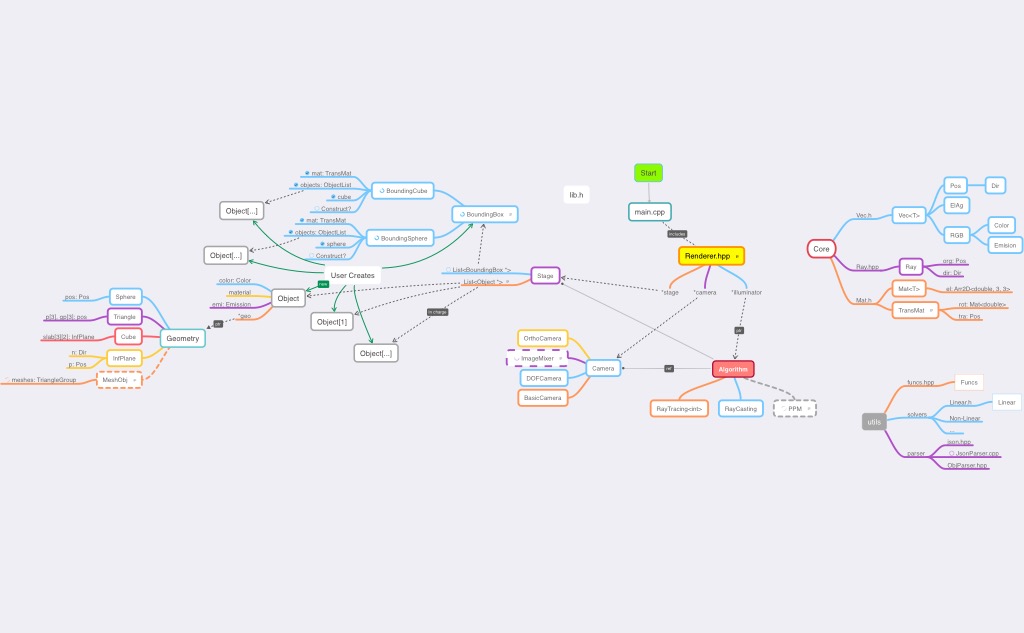 Start
lib.h
main.cpp
includes
Renderer.hpp
*stage
*camera
*illuminator
ptr
Algorithm
ref
RayTracing<int>
RayCasting
PPM
Camera
OrthoCamera
ImageMixer
DOFCamera
BasicCamera
Stage
List<BoundingBox *>
List<Object *>
in charge
BoundingBox
BoundingCube
mat: TransMat
objects: ObjectList
cube
Construct?
BoundingSphere
mat: TransMat
objects: ObjectList
sphere
Construct?
Object[...]
Object[...]
User Creates
new
Object
color: Color
material
emi: Emission
*geo
ptr
Object[1]
Object[...]
Geometry
Sphere
pos: Pos
Triangle
p[3], gp[3]: pos
Cube
slab[3][2]: InfPlane
InfPlane
n: Dir
p: Pos
MeshObj
meshes: TriangleGroup
Core
Vec.h
Vec<T>
Pos
Dir
ElAg
RGB
Color
Emision
Ray.hpp
Ray
org: Pos
dir: Dir
Mat.h
Mat<T>
el: Arr2D<double, 3, 3>
TransMat
rot: Mat<double>
tra: Pos
utils
funcs.hpp
Funcs
solvers
Linear.h
Linear
Non-Linear
...
parser
json.hpp
JsonParser.cpp
ObjParser.hpp